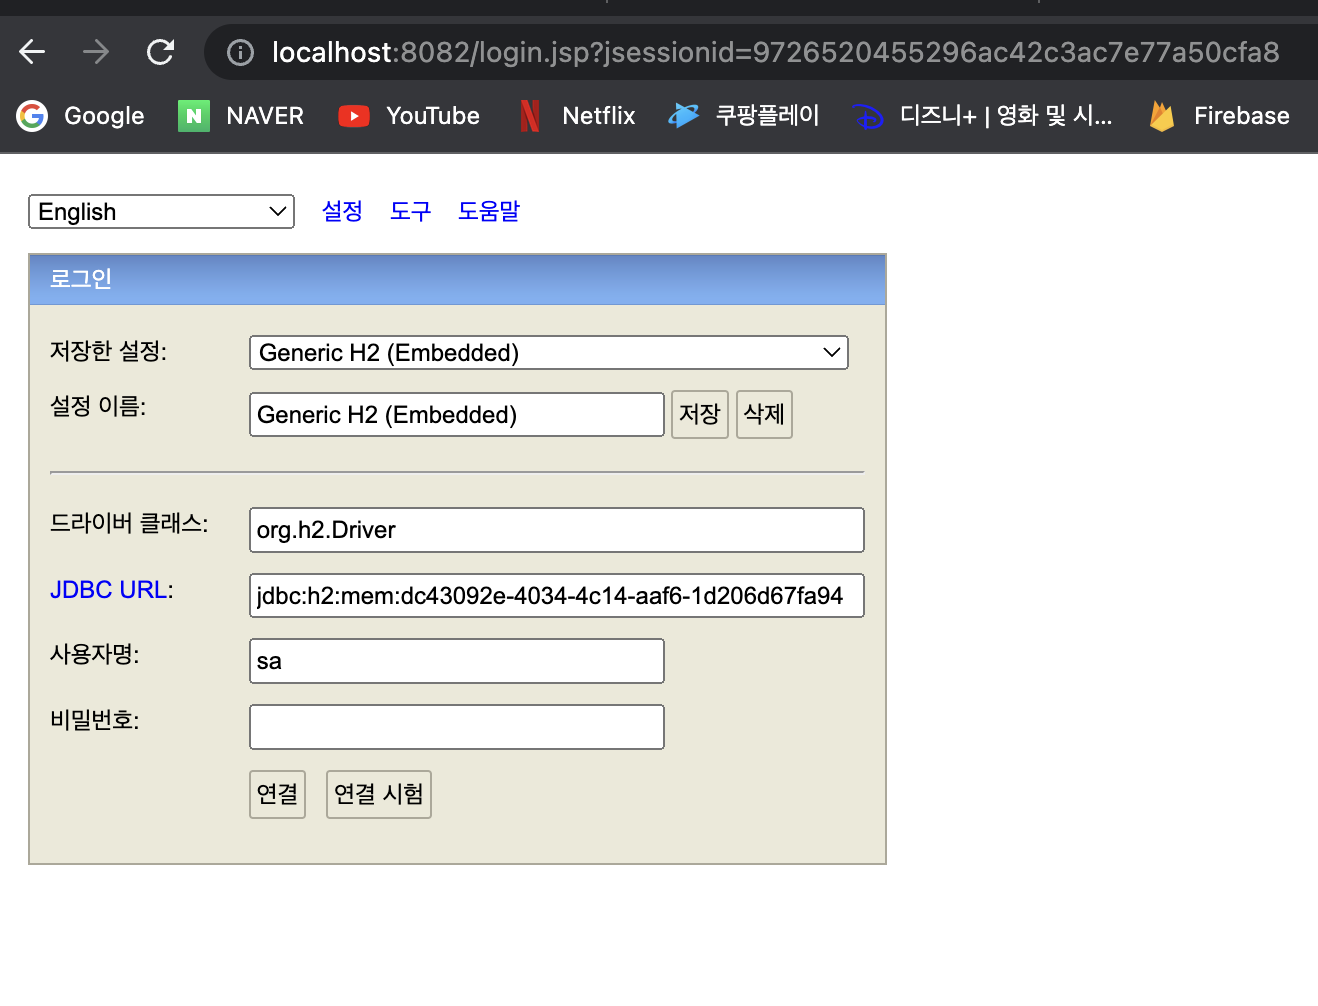 localhost:8082/login.jsp?jsessionid=9726520455296ac42c3ac7e77a50cfa8
Google NAVER YouTube Netflix 쿠팡플레이 디즈니+ | 영화 및 시... Firebase
English 설정 도구 도움말
로그인
저장한 설정: Generic H2 (Embedded)
설정 이름: Generic H2 (Embedded) 저장 삭제
드라이버 클래스: org.h2.Driver
JDBC URL: jdbc:h2:mem:dc43092e-4034-4c14-aaf6-1d206d67fa94
사용자명: sa
비밀번호:
연결 연결 시험